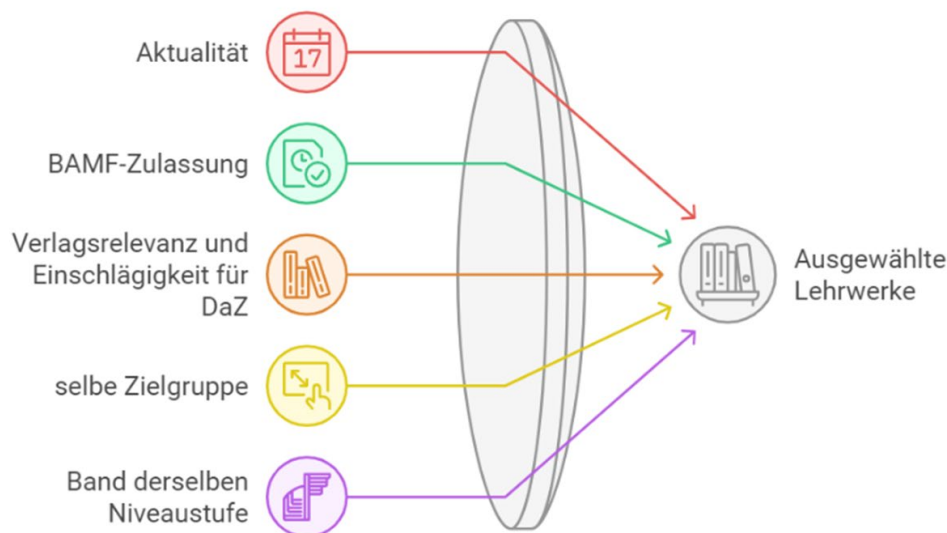 Aktualität
17
BAMF-Zulassung
Verlagsrelevanz und
Einschlägigkeit für
DaZ
Ausgewählte
Lehrwerke
selbe Zielgruppe
Band derselben
Niveaustufe